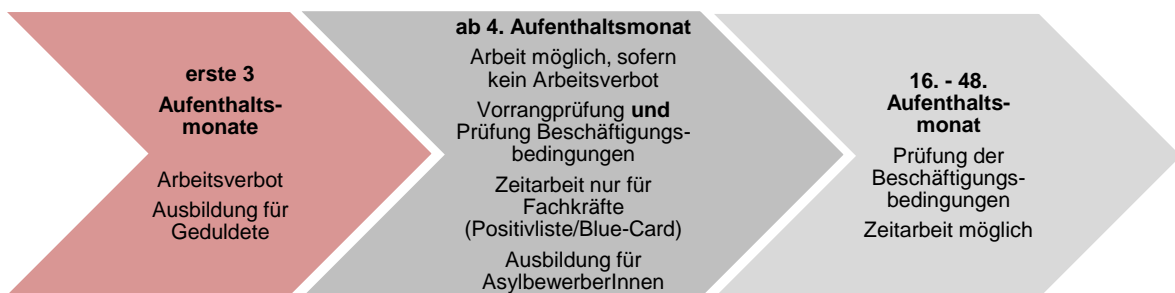 erste 3
Aufenthalts-
monate
Arbeitsverbot
Ausbildung für
Geduldete
ab 4. Aufenthaltsmonat
Arbeit möglich, sofern
kein Arbeitsverbot
Vorrangprüfung und
Prüfung Beschäftigungs-
bedingungen
Zeitarbeit nur für
Fachkräfte
(Positivliste/Blue-Card)
Ausbildung für
AsylbewerberInnen
16. - 48.
Aufenthalts-
monat
Prüfung der
Beschäftigungs-
bedingungen
Zeitarbeit möglich